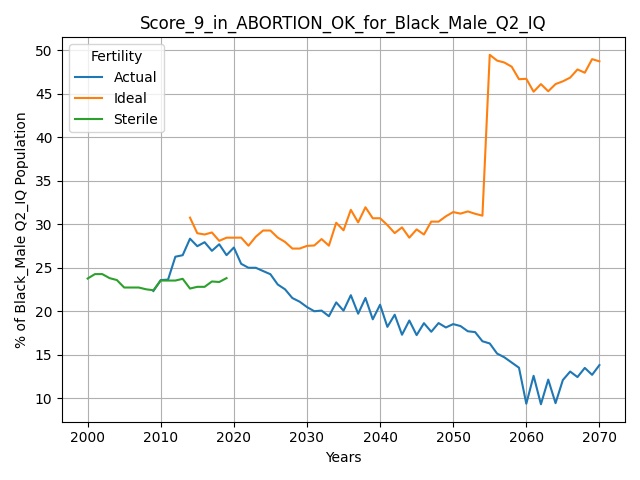 Score_9_in_ABORTION_OK_for_Black_Male_Q2_IQ
Fertility
Actual
Ideal
Sterile
% of Black_Male Q2_IQ Population
50
45
40
35
30
25
20
15
10
2000 2010 2020 2030 2040 2050 2060 2070
Years